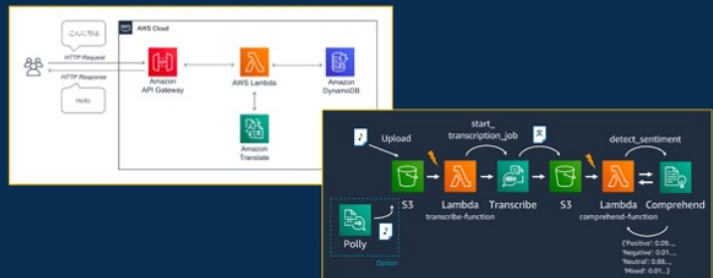 aws
AWS Cloud
こんにちは
HTTP Request
HTTP Response
Hello
Amazon
API Gateway
AWS Lambda
Amazon
DynamoDB
Amazon
Translate
Upload
start_
transcription_job
文
detect_sentiment
S3
Lambda
Transcribe
S3
Lambda
Comprehend
transcribe-function
comprehend-function
Polly
Option
{'Positive': 0.09...,
'Negative': 0.01...,
'Neutral': 0.88...,
'Mixed': 0.01...}